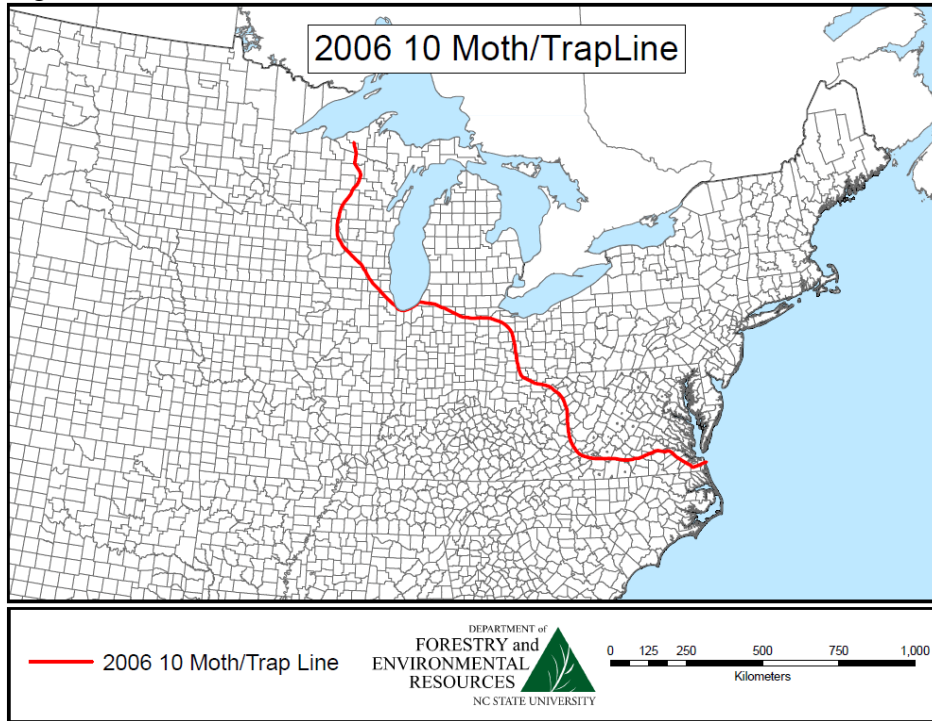 2006 10 Moth/TrapLine
2006 10 Moth/Trap Line
DEPARTMENT of
FORESTRY and
ENVIRONMENTAL
RESOURCES
NC STATE UNIVERSITY
0 125 250 500 750 1,000
Kilometers